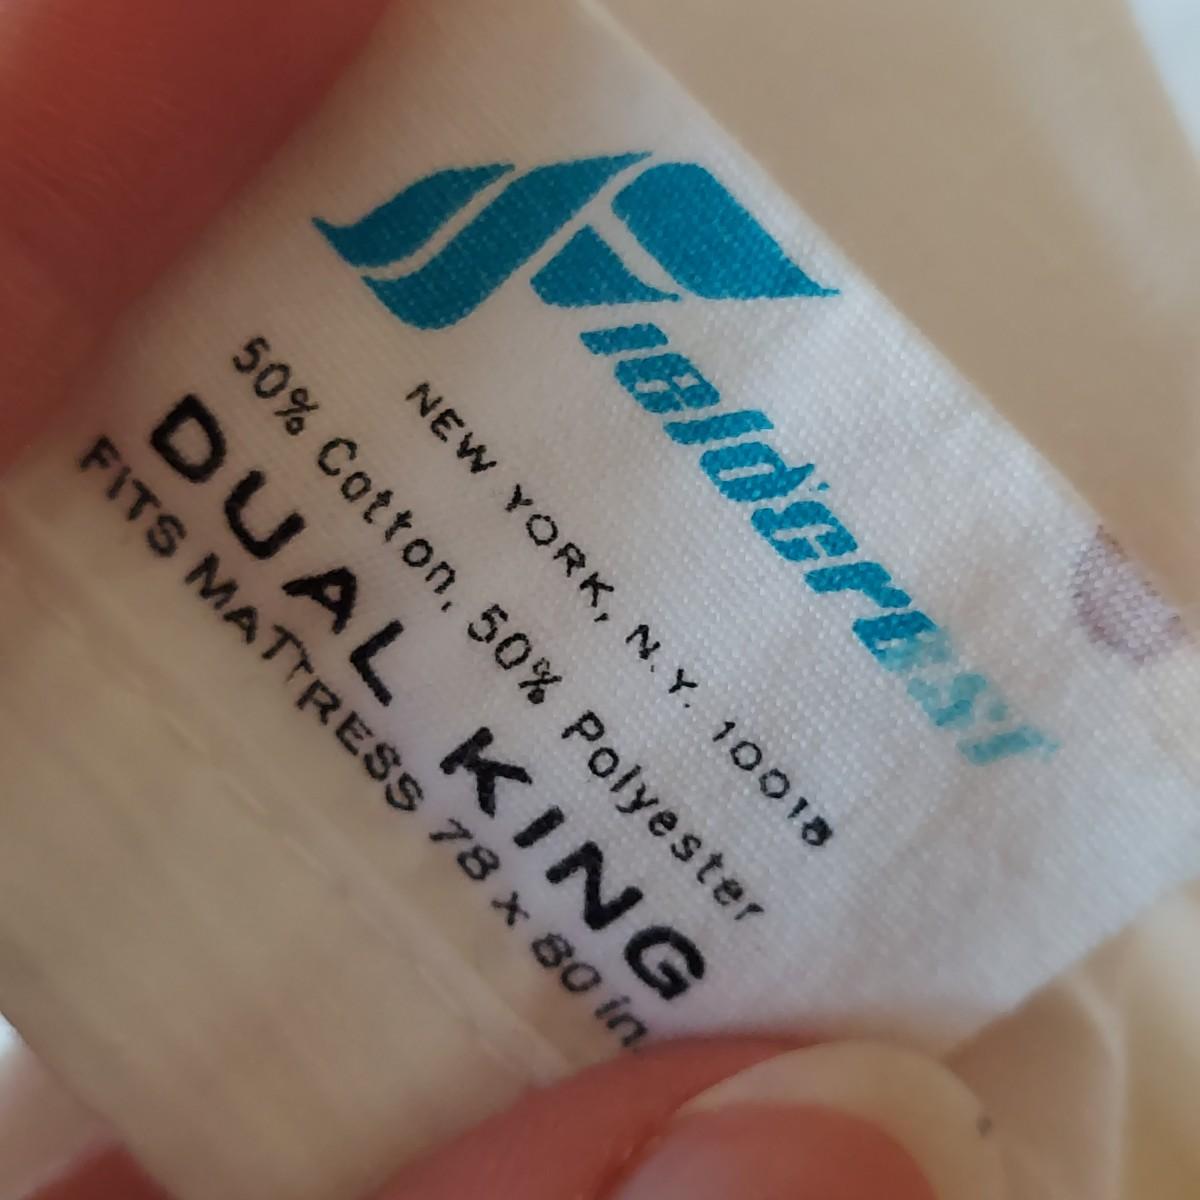 Fieldcrest
NEW YORK, N.Y. 10018
50% Cotton, 50% Polyester
DUAL KING
FITS MATTRESS 78 x 80 in.